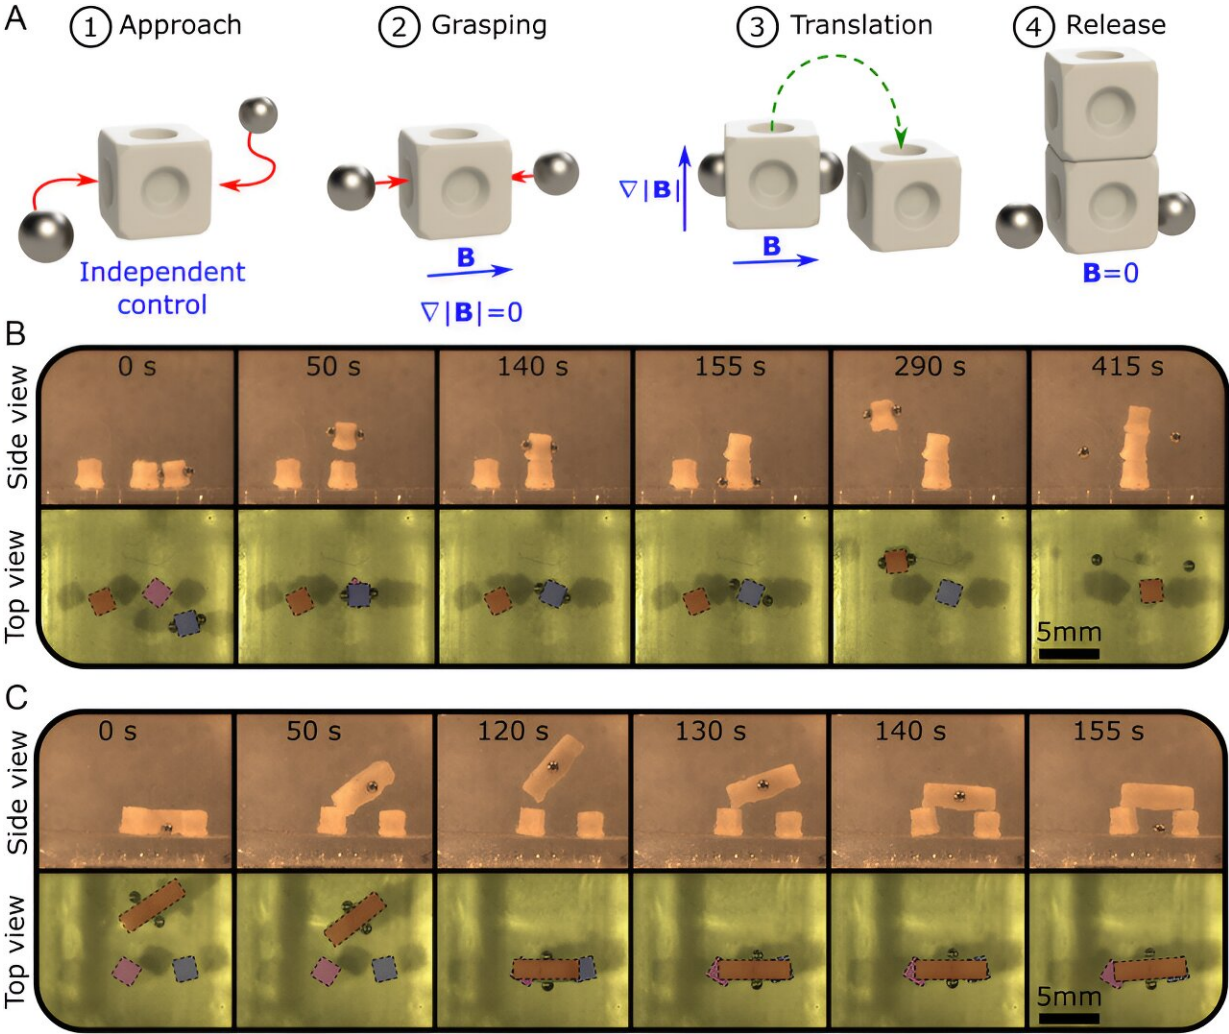 A
1 Approach
2 Grasping
3 Translation
4 Release
Independent
control
B
∇|B|=0
∇|B|
B
B=0
B
Side view
0 s
50 s
140 s
155 s
290 s
415 s
Top view
5mm
C
Side view
0 s
50 s
120 s
130 s
140 s
155 s
Top view
5mm